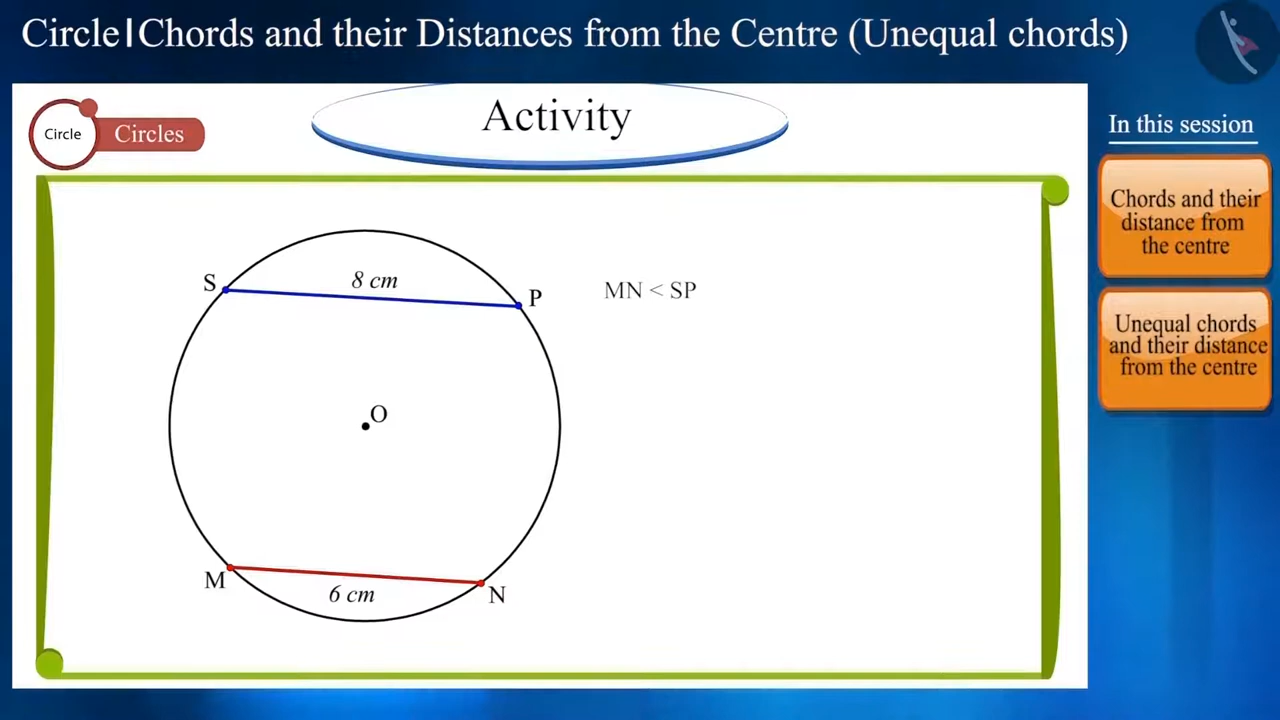 Circle|Chords and their Distances from the Centre (Unequal chords)
Activity
Circle
Circles
In this session
Chords and their
distance from
the centre
Unequal chords
and their distance
from the centre
S
8 cm
P
MN < SP
O
M
6 cm
N